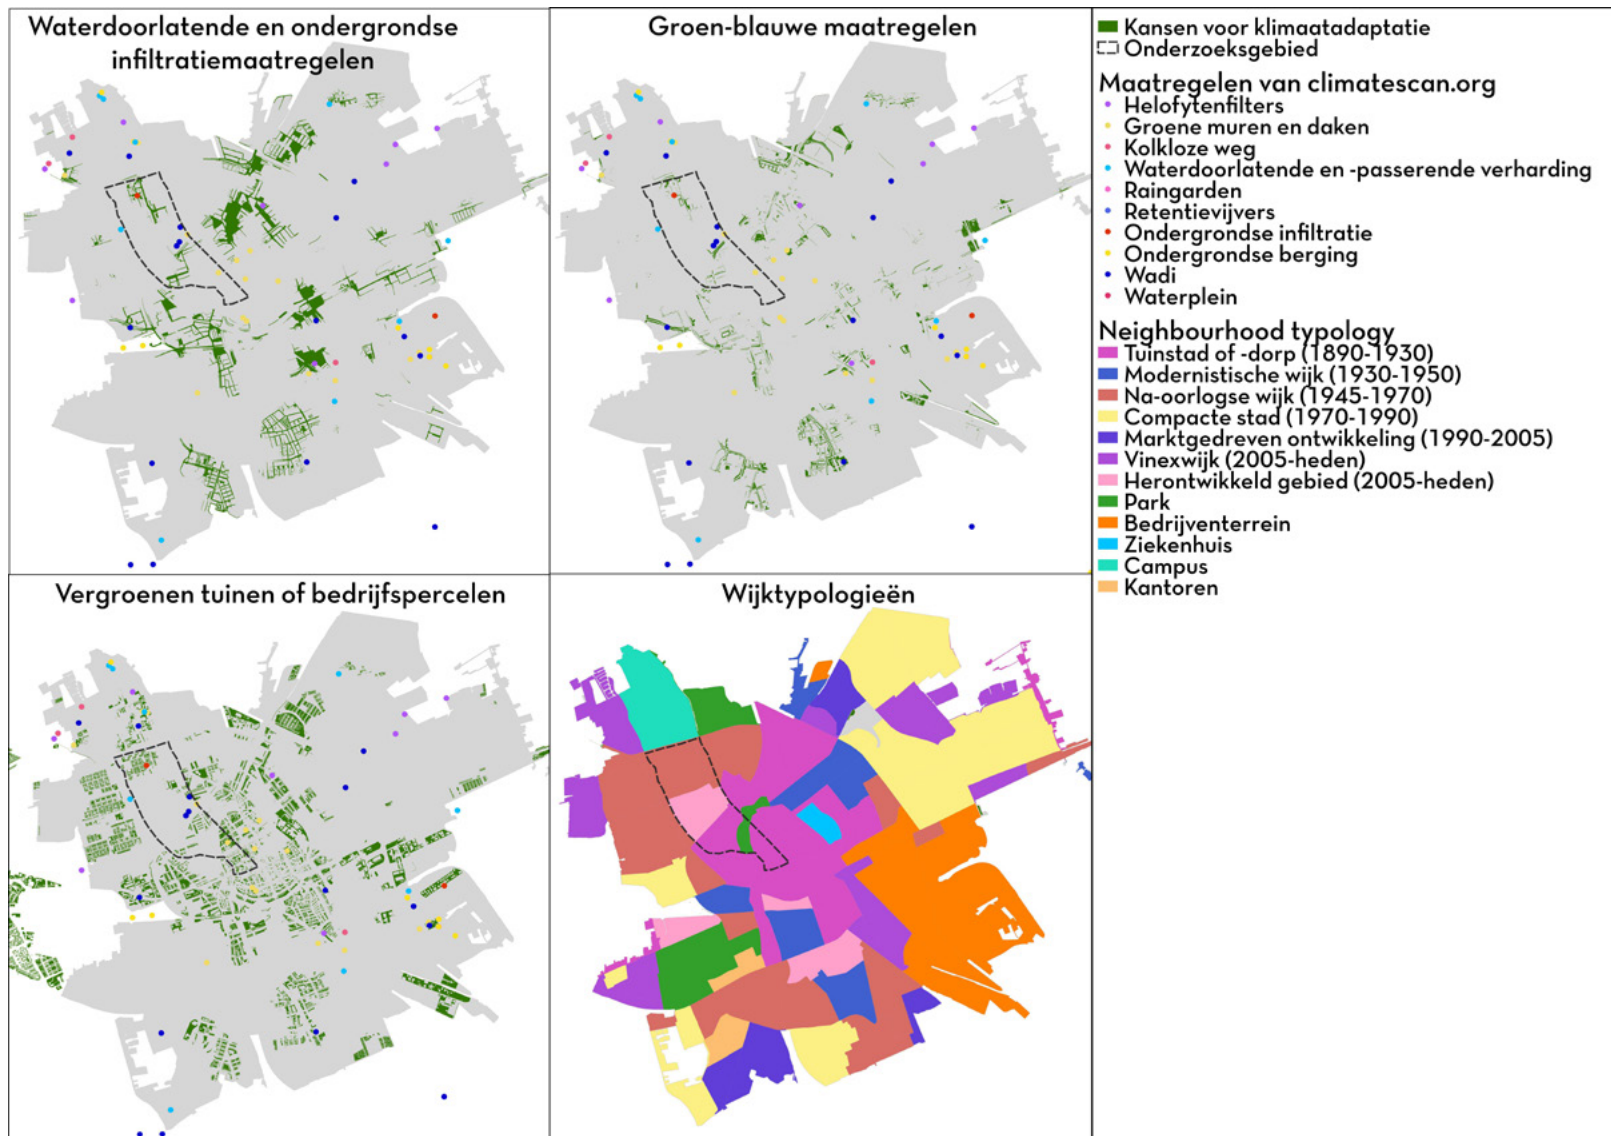 Waterdoorlatende en ondergrondse
infiltratiemaatregelen
Groen-blauwe maatregelen
Vergroenen tuinen of bedrijfspercelen
Wijktypologieën
Kansen voor klimaatadaptatie
Onderzoeksgebied
Maatregelen van climatescan.org
Helofytenfilters
Groene muren en daken
Kolkloze weg
Waterdoorlatende en -passerende verharding
Raingarden
Retentievijvers
Ondergrondse infiltratie
Ondergrondse berging
Wadi
Waterplein
Neighbourhood typology
Tuinstad of -dorp (1890-1930)
Modernistische wijk (1930-1950)
Na-oorlogse wijk (1945-1970)
Compacte stad (1970-1990)
Marktgedreven ontwikkeling (1990-2005)
Vinexwijk (2005-heden)
Herontwikkeld gebied (2005-heden)
Park
Bedrijventerrein
Ziekenhuis
Campus
Kantoren